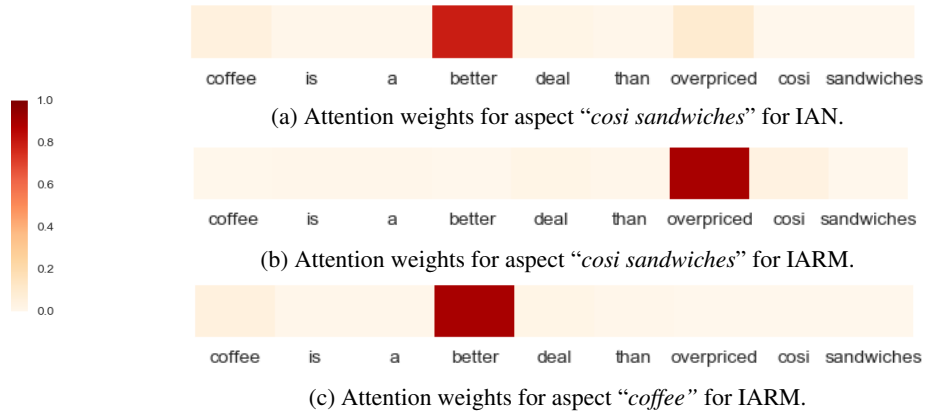 coffee is a better deal than overpriced cosi sandwiches
(a) Attention weights for aspect “cosi sandwiches” for IAN.
1.0
0.8
0.6
0.4
0.2
0.0
coffee is a better deal than overpriced cosi sandwiches
(b) Attention weights for aspect “cosi sandwiches” for IARM.
coffee is a better deal than overpriced cosi sandwiches
(c) Attention weights for aspect “coffee” for IARM.